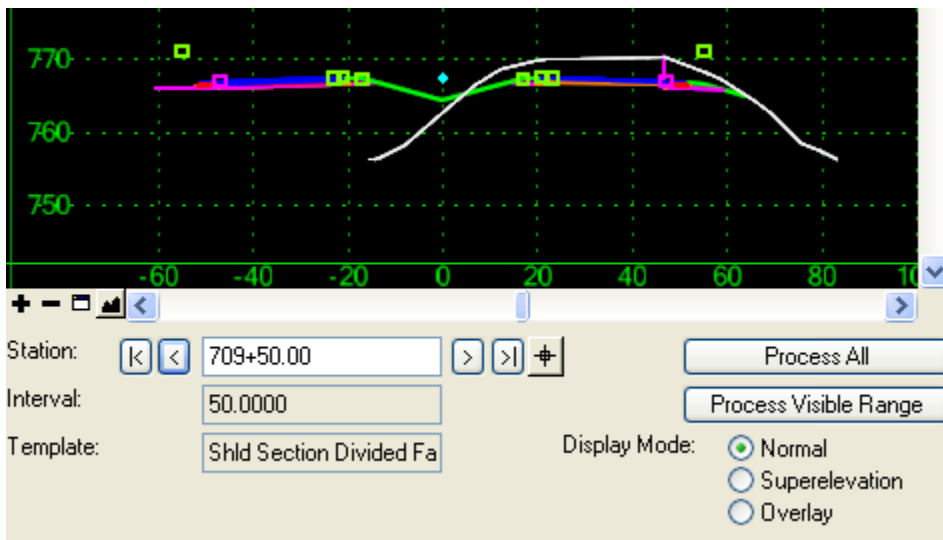 770
760
750
-60 -40 -20 0 20 40 60 80 10
Station: 709+50.00 Process All
Interval: 50.0000 Process Visible Range
Template: Shld Section Divided Fa Display Mode: Normal
Superelevation
Overlay